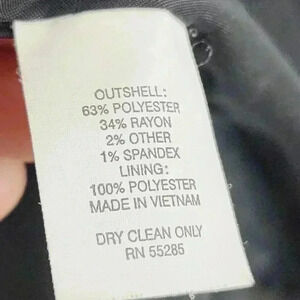 OUTSHELL:
63% POLYESTER
34% RAYON
2% OTHER
1% SPANDEX
LINING:
100% POLYESTER
MADE IN VIETNAM
DRY CLEAN ONLY
RN 55285